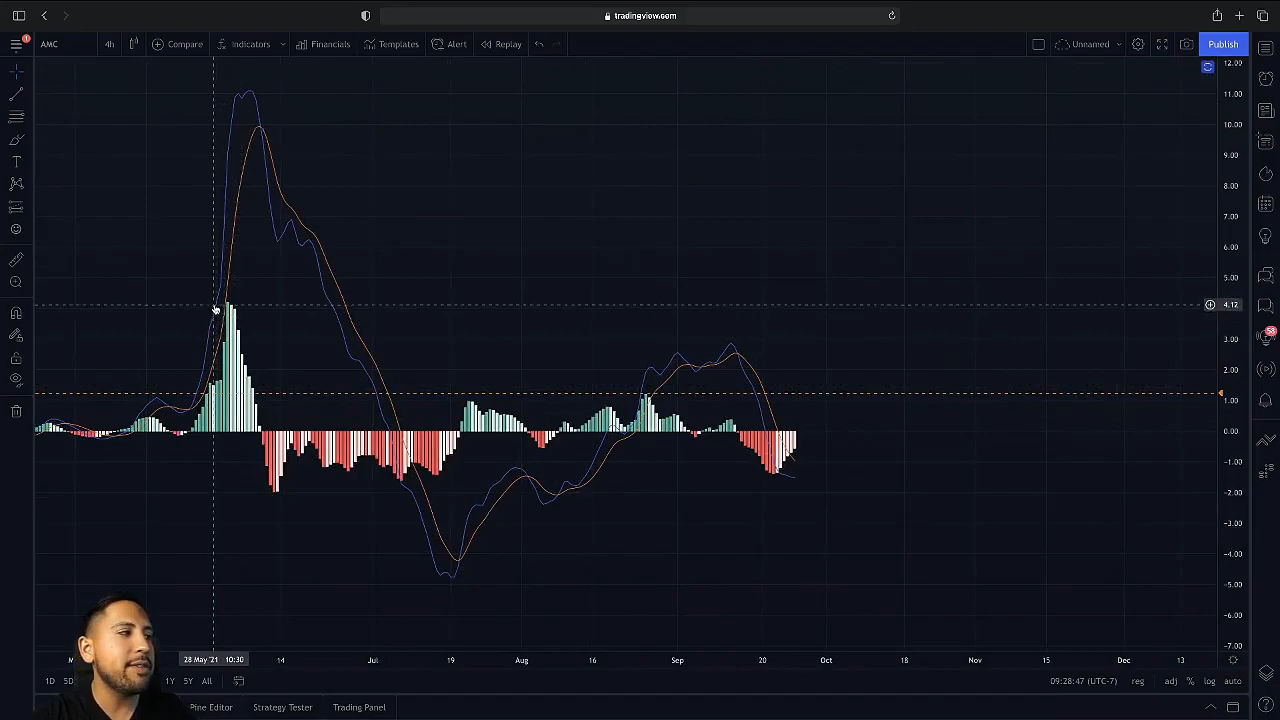 tradingview.com
1
AMC
4h
Compare
Indicators
Financials
Templates
Alert
Replay
Unnamed
Publish
12.00
11.00
10.00
9.00
8.00
7.00
6.00
5.00
4.12
3.00
2.00
1.00
0.00
−1.00
−2.00
−3.00
−4.00
−5.00
−6.00
−7.00
58
28 May '21 10:30
14
Jul
19
Aug
16
Sep
20
Oct
18
Nov
15
Dec
13
1D
5D
1Y
5Y
All
09:28:47 (UTC-7)
reg
adj
%
log
auto
Pine Editor
Strategy Tester
Trading Panel